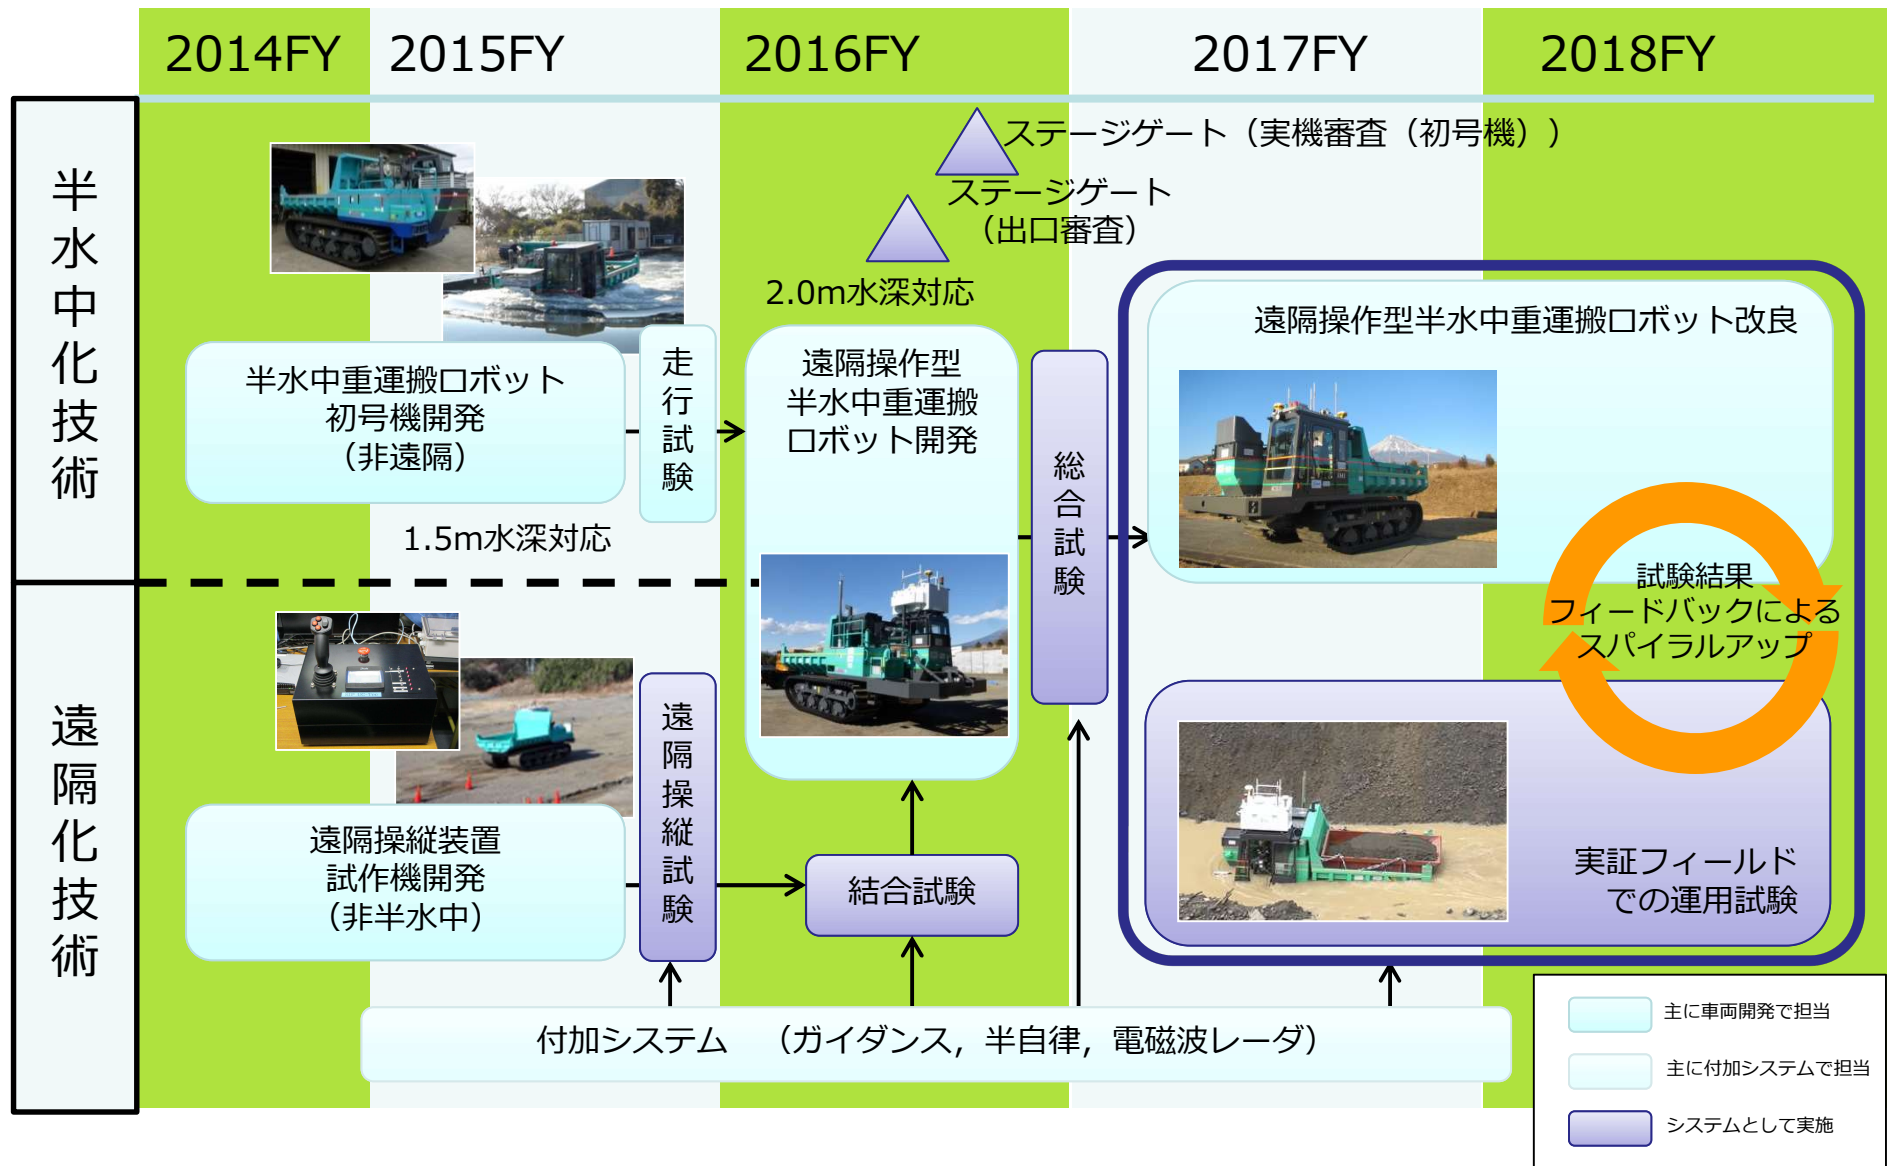 2014FY
2015FY
2016FY
2017FY
2018FY
半水中化技術
ステージゲート（実機審査（初号機））
ステージゲート
（出口審査）
2.0m水深対応
半水中重運搬ロボット
初号機開発
（非遠隔）
走行試験
1.5m水深対応
遠隔操作型
半水中重運搬
ロボット開発
総合試験
遠隔操作型半水中重運搬ロボット改良
試験結果
フィードバックによる
スパイラルアップ
遠隔化技術
遠隔操縦装置
試作機開発
（非半水中）
遠隔操縦試験
結合試験
実証フィールド
での運用試験
付加システム　（ガイダンス，半自律，電磁波レーダ）
主に車両開発で担当
主に付加システムで担当
システムとして実施